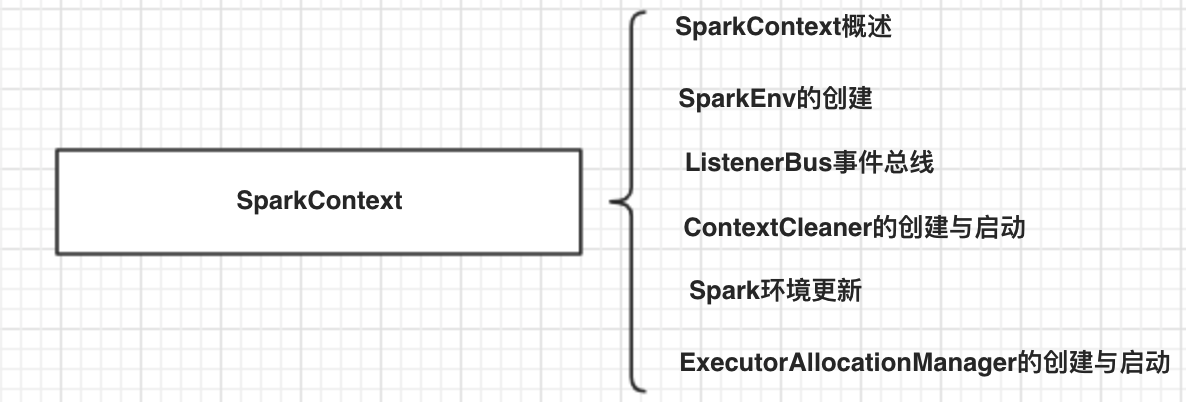 SparkContext
SparkContext概述
SparkEnv的创建
ListenerBus事件总线
ContextCleaner的创建与启动
Spark环境更新
ExecutorAllocationManager的创建与启动